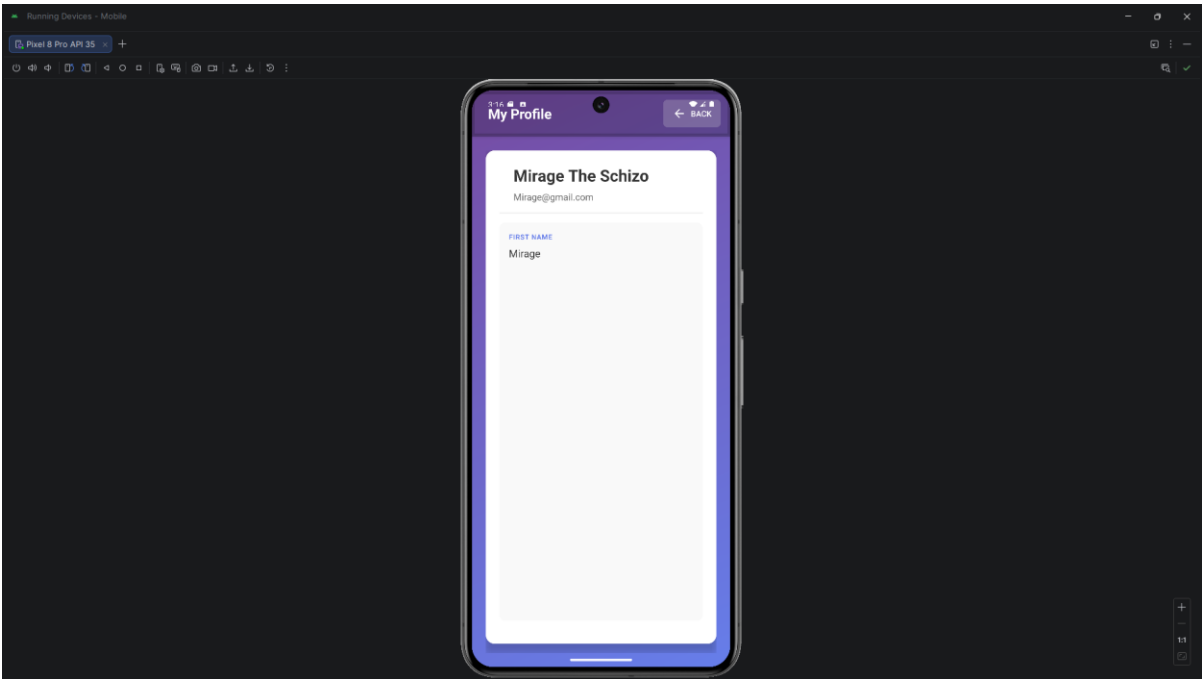 Running Devices - Mobile
Pixel 8 Pro API 35
3:16
My Profile
BACK
Mirage The Schizo
Mirage@gmail.com
FIRST NAME
Mirage
1:1